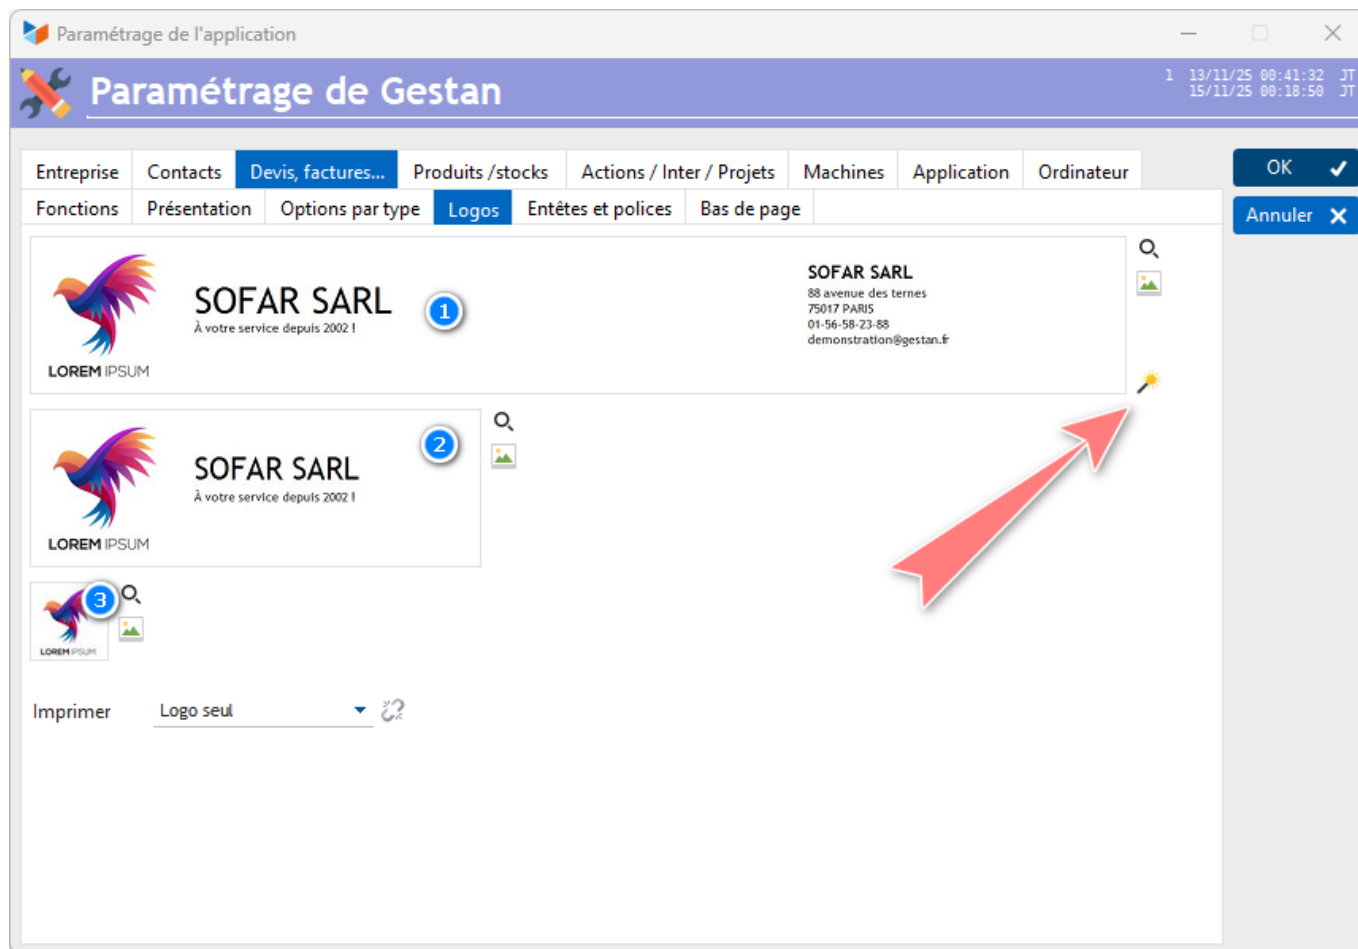 Paramétrage de l'application
Paramétrage de Gestan
1 13/11/25 00:41:32 JT
15/11/25 00:18:50 JT
Entreprise Contacts Devis, factures... Produits /stocks Actions / Inter / Projets Machines Application Ordinateur
OK
Fonctions Présentation Options par type Logos Entêtes et polices Bas de page
Annuler
SOFAR SARL
À votre service depuis 2002 !
LOREM IPSUM
1
SOFAR SARL
88 avenue des ternes
75017 PARIS
01-56-58-23-88
demonstration@gestan.fr
SOFAR SARL
À votre service depuis 2002 !
LOREM IPSUM
2
3
LOREM IPSUM
Imprimer Logo seul